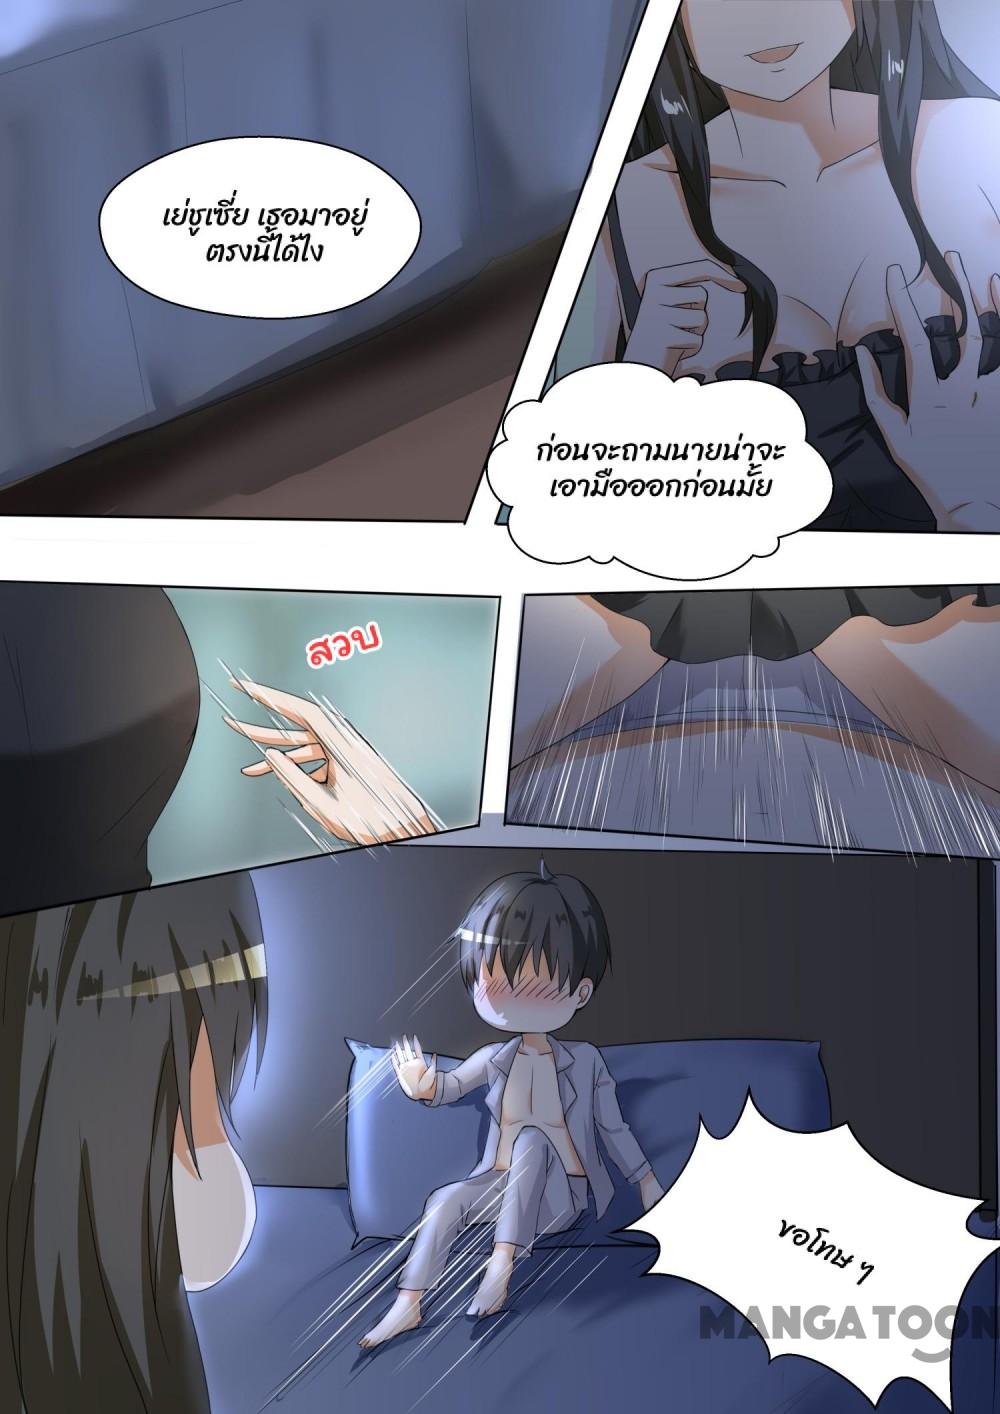 เย่ชูเซี่ย เธอมาอยู่
ตรงนี้ได้ไง
ก่อนจะถามนายน่าจะ
เอามือออกก่อนมั้ย
สวบ
ขอโทษ ๆ
MANGATOON